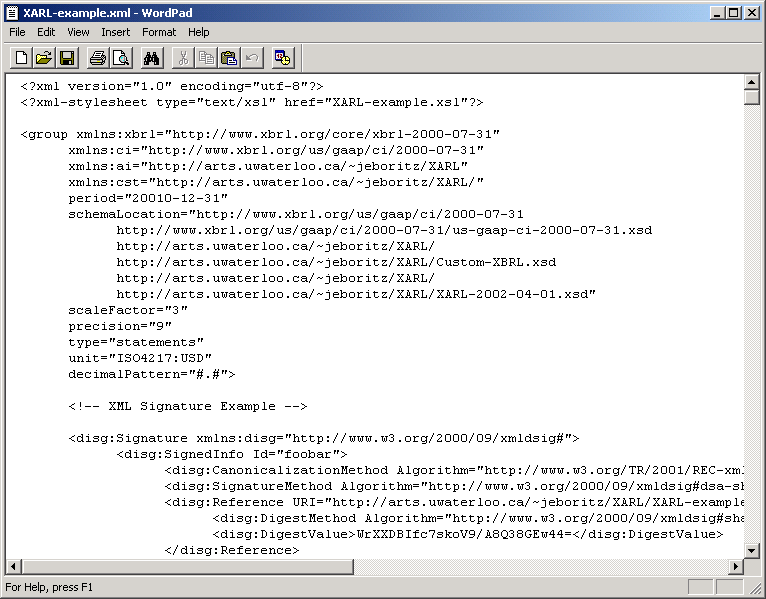 XARL-example.xml - WordPad
File Edit View Insert Format Help
<?xml version="1.0" encoding="utf-8"?>
<?xml-stylesheet type="text/xsl" href="XARL-example.xsl"?>
<group xmlns:xbrl="http://www.xbrl.org/core/xbrl-2000-07-31"
xmlns:ci="http://www.xbrl.org/us/gaap/ci/2000-07-31"
xmlns:ai="http://arts.uwaterloo.ca/~jeboritz/XARL"
xmlns:cst="http://arts.uwaterloo.ca/~jeboritz/XARL/"
period="20010-12-31"
schemaLocation="http://www.xbrl.org/us/gaap/ci/2000-07-31
http://www.xbrl.org/us/gaap/ci/2000-07-31/us-gaap-ci-2000-07-31.xsd
http://arts.uwaterloo.ca/~jeboritz/XARL/
http://arts.uwaterloo.ca/~jeboritz/XARL/Custom-XBRL.xsd
http://arts.uwaterloo.ca/~jeboritz/XARL/
http://arts.uwaterloo.ca/~jeboritz/XARL/XARL-2002-04-01.xsd"
scaleFactor="3"
precision="9"
type="statements"
unit="ISO4217:USD"
decimalPattern="#.#">
<!-- XML Signature Example -->
<disg:Signature xmlns:disg="http://www.w3.org/2000/09/xmldsig#">
<disg:SignedInfo Id="foobar">
<disg:CanonicalizationMethod Algorithm="http://www.w3.org/TR/2001/REC-xml
<disg:SignatureMethod Algorithm="http://www.w3.org/2000/09/xmldsig#dsa-sh
<disg:Reference URI="http://arts.uwaterloo.ca/~jeboritz/XARL/XARL-example
<disg:DigestMethod Algorithm="http://www.w3.org/2000/09/xmldsig#sha
<disg:DigestValue>WrXXDBIfc7skoV9/A8Q38GEw44=</disg:DigestValue>
</disg:Reference>
For Help, press F1